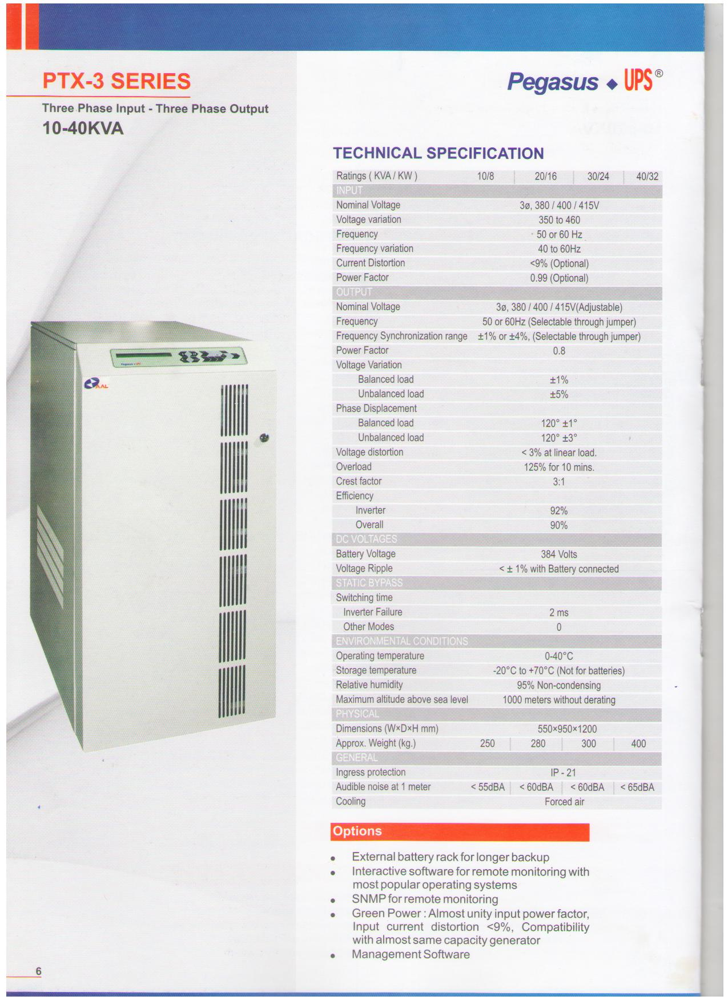 PTX-3 SERIES
Three Phase Input - Three Phase Output
10-40KVA
Pegasus ◆ UPS ®
TECHNICAL SPECIFICATION
Ratings ( KVA / KW ) 10/8 20/16 30/24 40/32
INPUT
Nominal Voltage 3ø, 380 / 400 / 415V
Voltage variation 350 to 460
Frequency 50 or 60 Hz
Frequency variation 40 to 60Hz
Current Distortion <9% (Optional)
Power Factor 0.99 (Optional)
OUTPUT
Nominal Voltage 3ø, 380 / 400 / 415V(Adjustable)
Frequency 50 or 60Hz (Selectable through jumper)
Frequency Synchronization range ±1% or ±4%, (Selectable through jumper)
Power Factor 0.8
Voltage Variation
Balanced load ±1%
Unbalanced load ±5%
Phase Displacement
Balanced load 120° ±1°
Unbalanced load 120° ±3°
Voltage distortion < 3% at linear load.
Overload 125% for 10 mins.
Crest factor 3:1
Efficiency
Inverter 92%
Overall 90%
DC VOLTAGES
Battery Voltage 384 Volts
Voltage Ripple < ± 1% with Battery connected
STATIC BYPASS
Switching time
Inverter Failure 2 ms
Other Modes 0
ENVIRONMENTAL CONDITIONS
Operating temperature 0-40°C
Storage temperature -20°C to +70°C (Not for batteries)
Relative humidity 95% Non-condensing
Maximum altitude above sea level 1000 meters without derating
PHYSICAL
Dimensions (W×D×H mm) 550×950×1200
Approx. Weight (kg.) 250 280 300 400
GENERAL
Ingress protection IP - 21
Audible noise at 1 meter < 55dBA < 60dBA < 60dBA < 65dBA
Cooling Forced air
Options
● External battery rack for longer backup
● Interactive software for remote monitoring with
most popular operating systems
● SNMP for remote monitoring
● Green Power : Almost unity input power factor,
Input current distortion <9%, Compatibility
with almost same capacity generator
● Management Software
Pegasus ◆ UPS
AAL
6